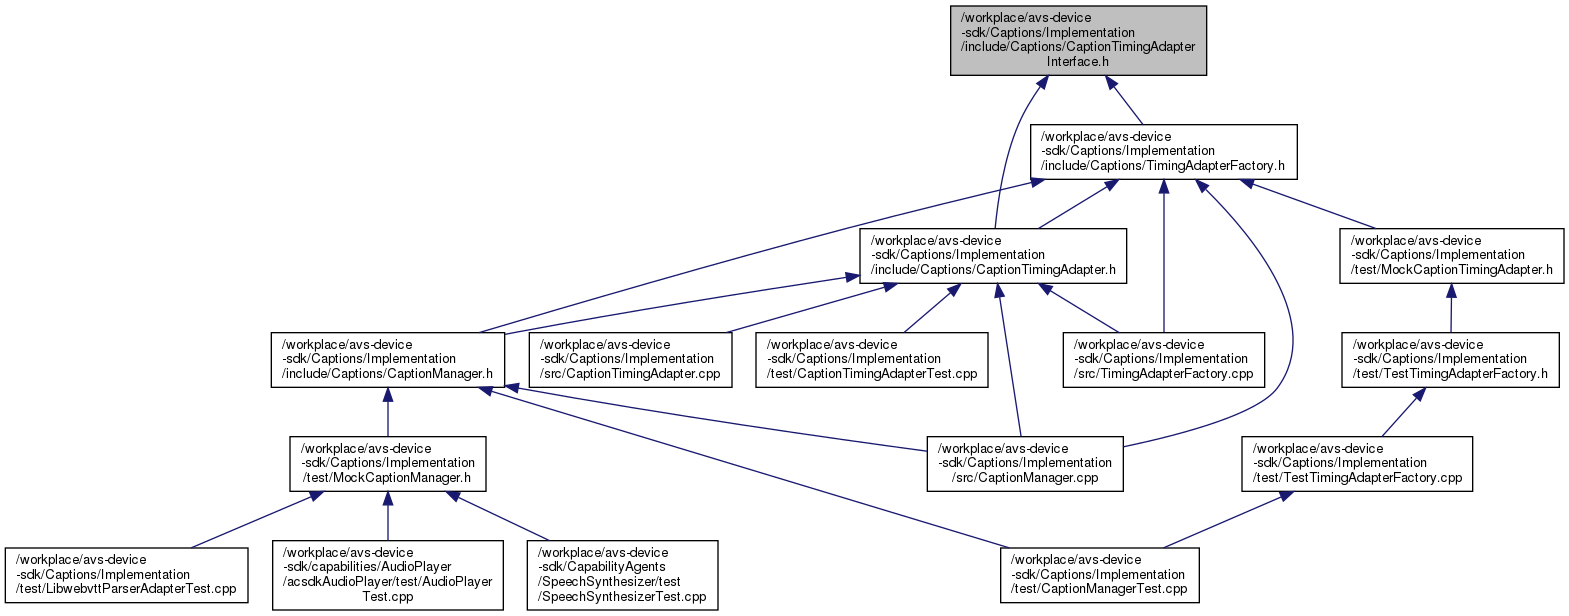 /workplace/avs-device
-sdk/Captions/Implementation
/include/Captions/CaptionTimingAdapter
Interface.h
/workplace/avs-device
-sdk/Captions/Implementation
/include/Captions/TimingAdapterFactory.h
/workplace/avs-device
-sdk/Captions/Implementation
/include/Captions/CaptionTimingAdapter.h
/workplace/avs-device
-sdk/Captions/Implementation
/test/MockCaptionTimingAdapter.h
/workplace/avs-device
-sdk/Captions/Implementation
/include/Captions/CaptionManager.h
/workplace/avs-device
-sdk/Captions/Implementation
/src/CaptionTimingAdapter.cpp
/workplace/avs-device
-sdk/Captions/Implementation
/test/CaptionTimingAdapterTest.cpp
/workplace/avs-device
-sdk/Captions/Implementation
/src/TimingAdapterFactory.cpp
/workplace/avs-device
-sdk/Captions/Implementation
/test/TestTimingAdapterFactory.h
/workplace/avs-device
-sdk/Captions/Implementation
/test/MockCaptionManager.h
/workplace/avs-device
-sdk/Captions/Implementation
/src/CaptionManager.cpp
/workplace/avs-device
-sdk/Captions/Implementation
/test/TestTimingAdapterFactory.cpp
/workplace/avs-device
-sdk/Captions/Implementation
/test/LibwebvttParserAdapterTest.cpp
/workplace/avs-device
-sdk/capabilities/AudioPlayer
/acsdkAudioPlayer/test/AudioPlayer
Test.cpp
/workplace/avs-device
-sdk/CapabilityAgents
/SpeechSynthesizer/test
/SpeechSynthesizerTest.cpp
/workplace/avs-device
-sdk/Captions/Implementation
/test/CaptionManagerTest.cpp